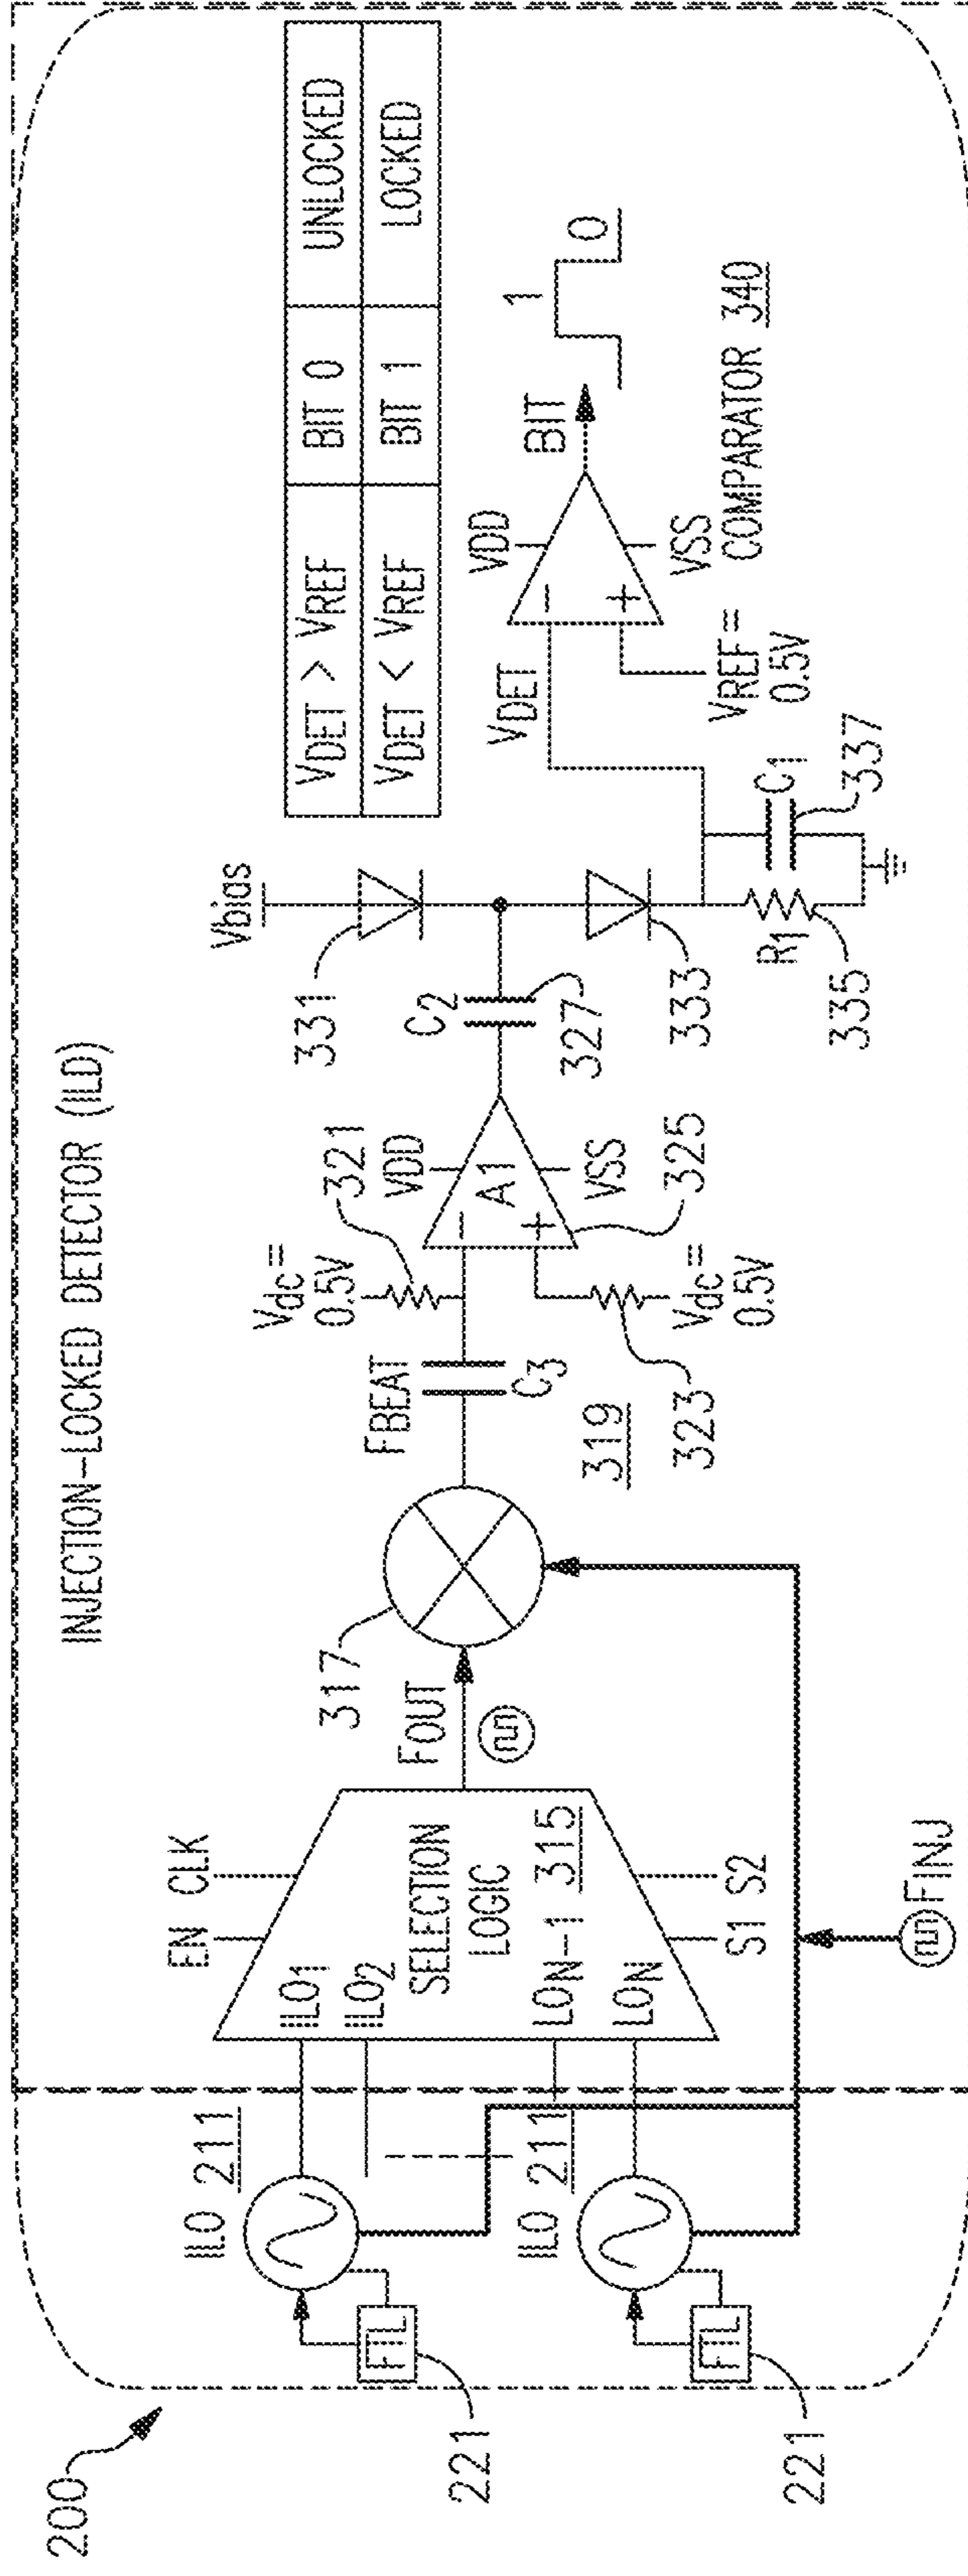 200
INJECTION-LOCKED DETECTOR (ILD)
ILO 211
FTL
221
ILO 211
FTL
221
EN CLK
ILO1
ILO2
SELECTION
LOGIC
315
LON-1
LON
S1 S2
FINJ
FOUT
317
FBEAT
C3
319
Vdc=
0.5V
321
323
Vdc=
0.5V
VDD
A1
−
+
VSS
325
C2
327
Vbias
331
333
R1
335
C1
337
VDET
VREF=
0.5V
VDD
−
+
VSS
BIT
1
0
COMPARATOR 340
VDET > VREF BIT 0 UNLOCKED
VDET < VREF BIT 1 LOCKED